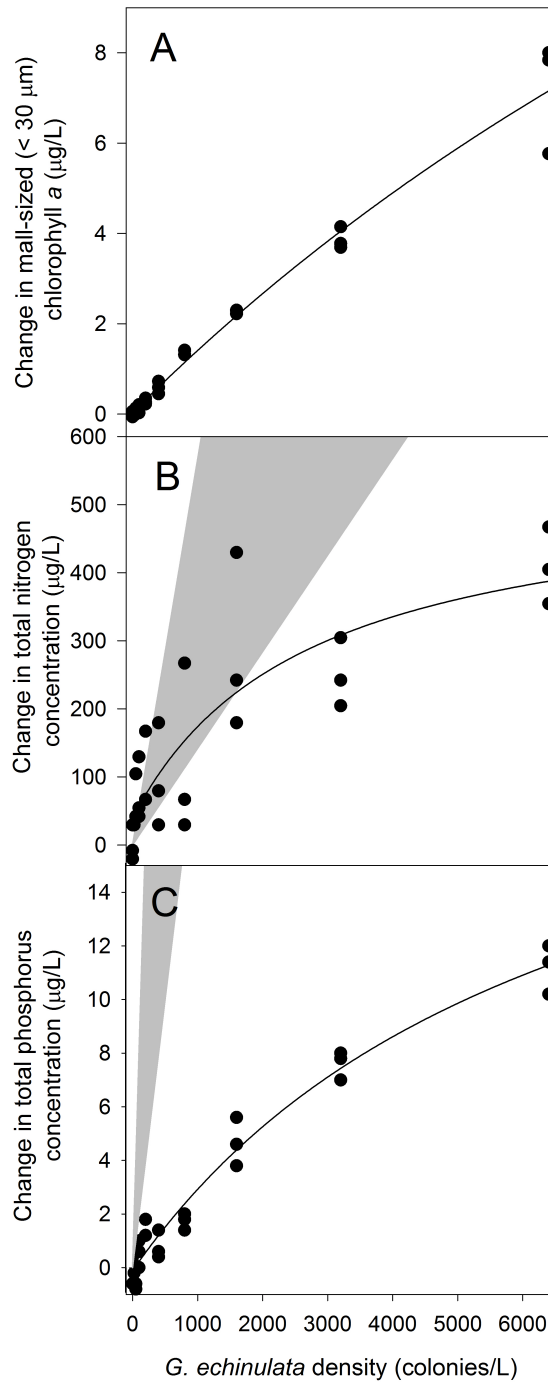 A
Change in mall-sized (< 30 μm)
chlorophyll a (μg/L)
8
6
4
2
0
B
Change in total nitrogen
concentration (μg/L)
600
500
400
300
200
100
0
C
Change in total phosphorus
concentration (μg/L)
14
12
10
8
6
4
2
0
0 1000 2000 3000 4000 5000 6000
G. echinulata density (colonies/L)